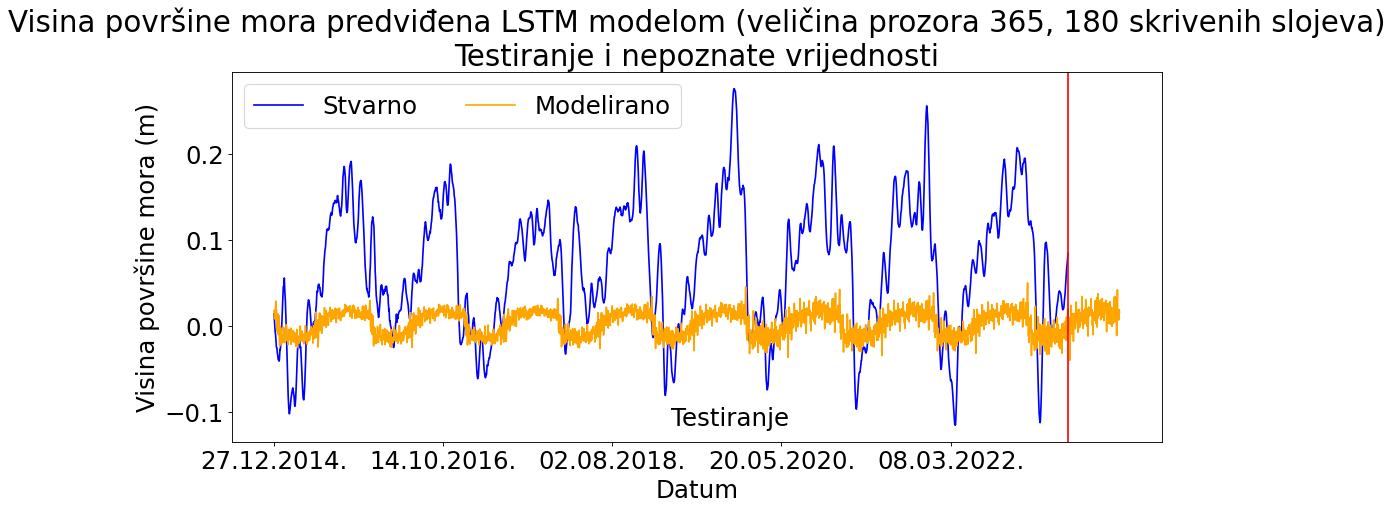 Visina površine mora predviđena LSTM modelom (veličina prozora 365, 180 skrivenih slojeva)
Testiranje i nepoznate vrijednosti
Stvarno
Modelirano
Visina površine mora (m)
0.2
0.1
0.0
−0.1
Testiranje
27.12.2014.
14.10.2016.
02.08.2018.
20.05.2020.
08.03.2022.
Datum